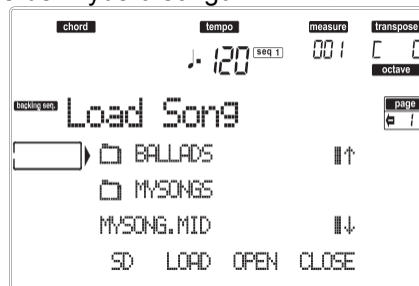 chord tempo measure transpose
♩. 120 seq 1 001 C
octave
backing seq. Load Song page
1
BALLADS
MYSONGS
MYSONG.MID
SD LOAD OPEN CLOSE